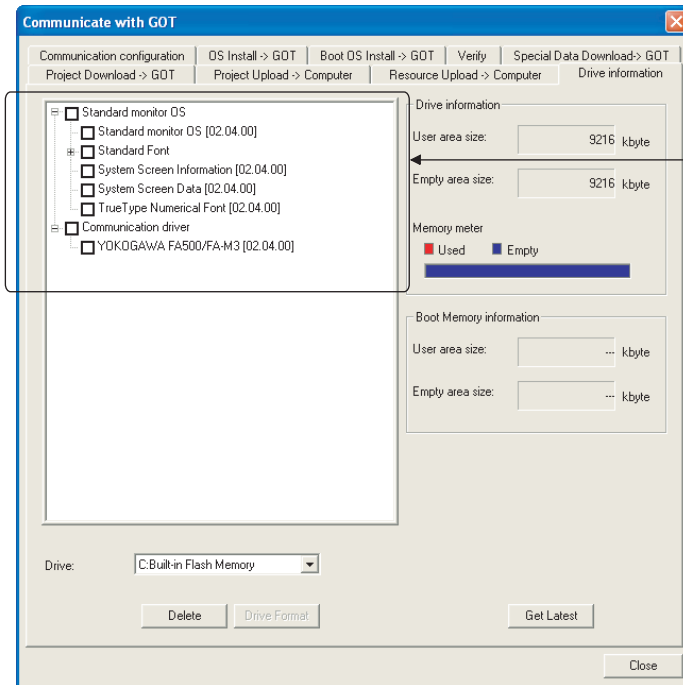 Communicate with GOT
Communication configuration OS Install -> GOT Boot OS Install -> GOT Verify Special Data Download-> GOT
Project Download -> GOT Project Upload -> Computer Resource Upload -> Computer Drive information
Standard monitor OS
Standard monitor OS [02.04.00]
Standard Font
System Screen Information [02.04.00]
System Screen Data [02.04.00]
TrueType Numerical Font [02.04.00]
Communication driver
YOKOGAWA FA500/FA-M3 [02.04.00]
Drive information
User area size: 9216 kbyte
Empty area size: 9216 kbyte
Memory meter
Used Empty
Boot Memory information
User area size: --- kbyte
Empty area size: --- kbyte
Drive: C:Built-in Flash Memory
Delete Drive Format Get Latest
Close